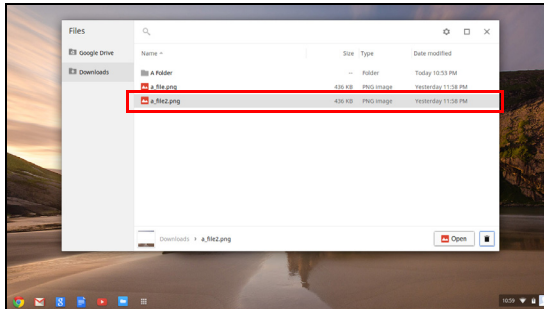 Files
Google Drive
Downloads
Name Size Type Date modified
A Folder -- Folder Today 10:53 PM
a_file.png 436 KB PNG image Yesterday 11:58 PM
a_file2.png 436 KB PNG image Yesterday 11:58 PM
Downloads › a_file2.png Open
10:59